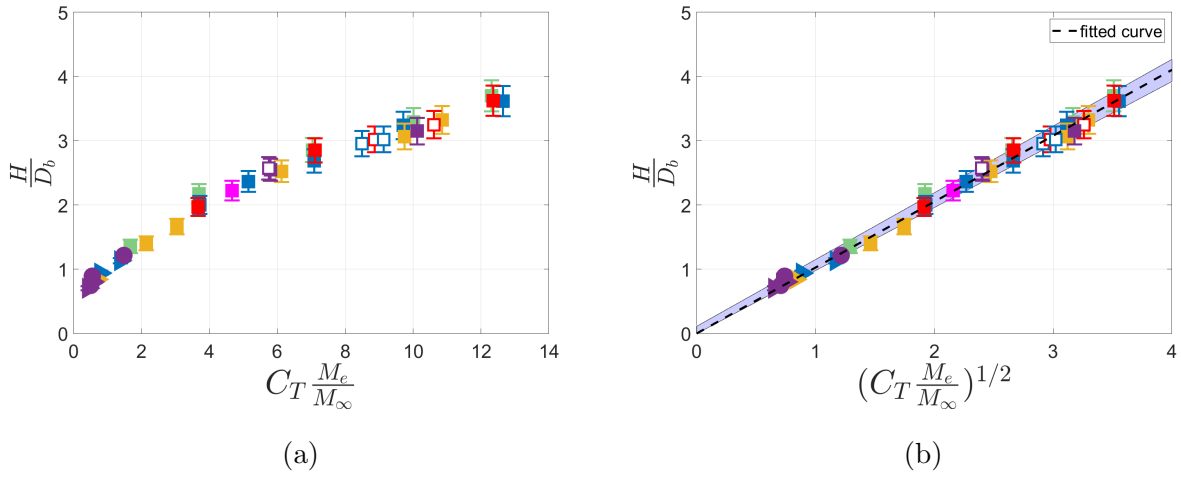 5
4
3
2
1
0
H/D_b
0 2 4 6 8 10 12 14
C_T M_e/M_∞
(a)
5
4
3
2
1
0
H/D_b
fitted curve
0 1 2 3 4
(C_T M_e/M_∞)^{1/2}
(b)